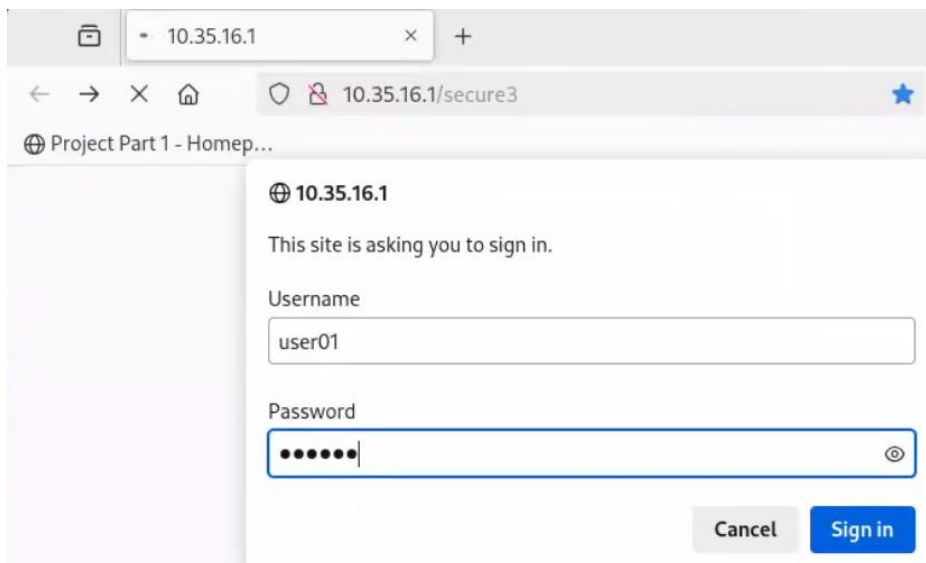 10.35.16.1
10.35.16.1/secure3
Project Part 1 - Homep...
10.35.16.1
This site is asking you to sign in.
Username
user01
Password
••••••
Cancel Sign in